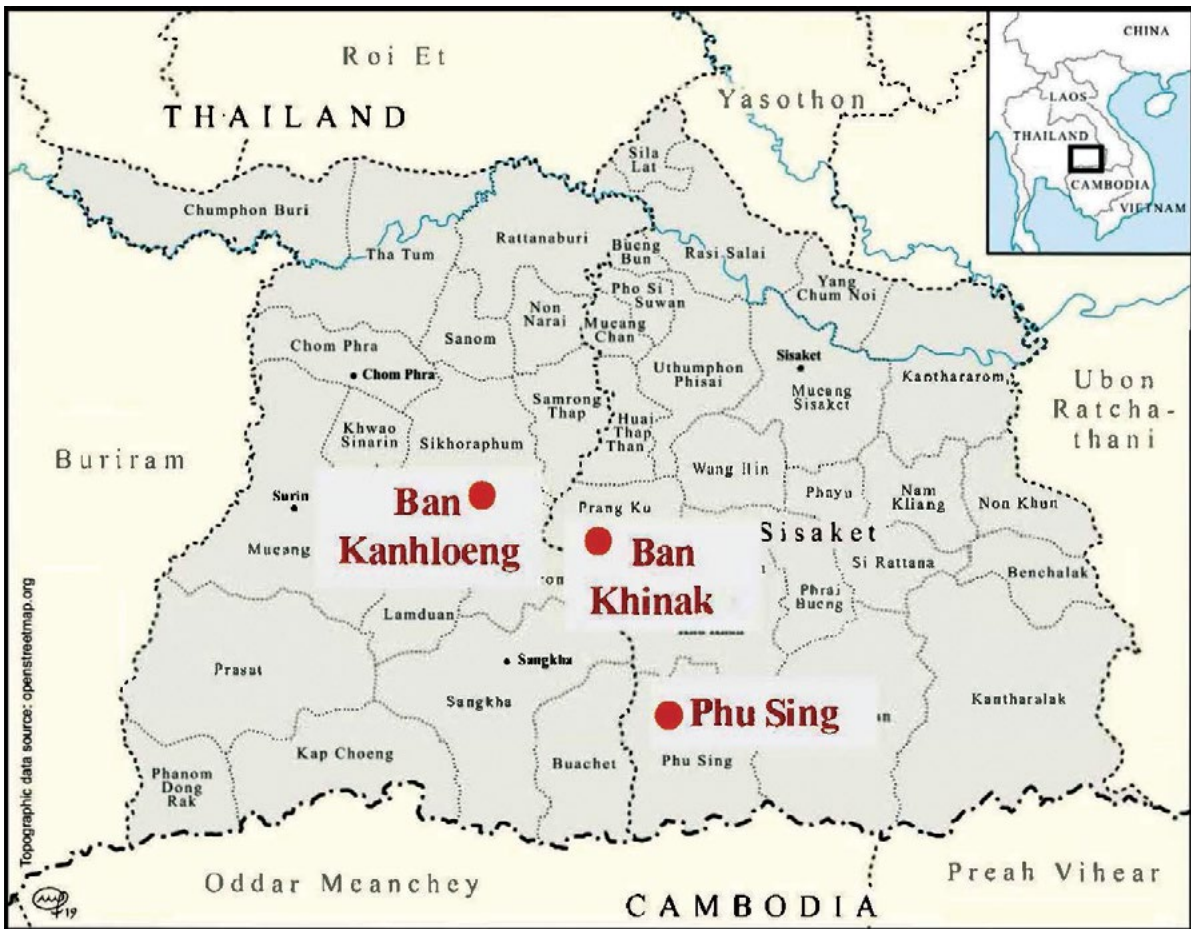 Roi Et
THAILAND
Yasothon
CHINA
LAOS
THAILAND
CAMBODIA
VIETNAM
Sila
Lat
Chumphon Buri
Tha Tum
Rattanaburi
Bueng
Bun
Rasi Salai
Yang
Chum Noi
Pho Si
Suwan
Non
Narai
Mueang
Chan
Sanom
Chom Phra
Chom Phra
Uthumphon
Phisai
Sisaket
Mueang
Sisaket
Kanthararom
Ubon
Ratcha-
thani
Samrong
Thap
Huai
Thap
Than
Khwao
Sinarin
Sikhoraphum
Buriram
Wang Hin
Phayu
Nam
Kliang
Non Khun
Surin
Mueang
Ban
Kanhloeng
Prang Ku
Ban
Khinak
Sisaket
Si Rattana
Benchalak
Phrai
Bueng
Lamduan
Prasat
Sangkha
Sangkha
Phu Sing
Kantharalak
Kap Choeng
Buachet
Phu Sing
Phanom
Dong
Rak
Oddar Meanchey
Preah Vihear
CAMBODIA
Topographic data source: openstreetmap.org
19